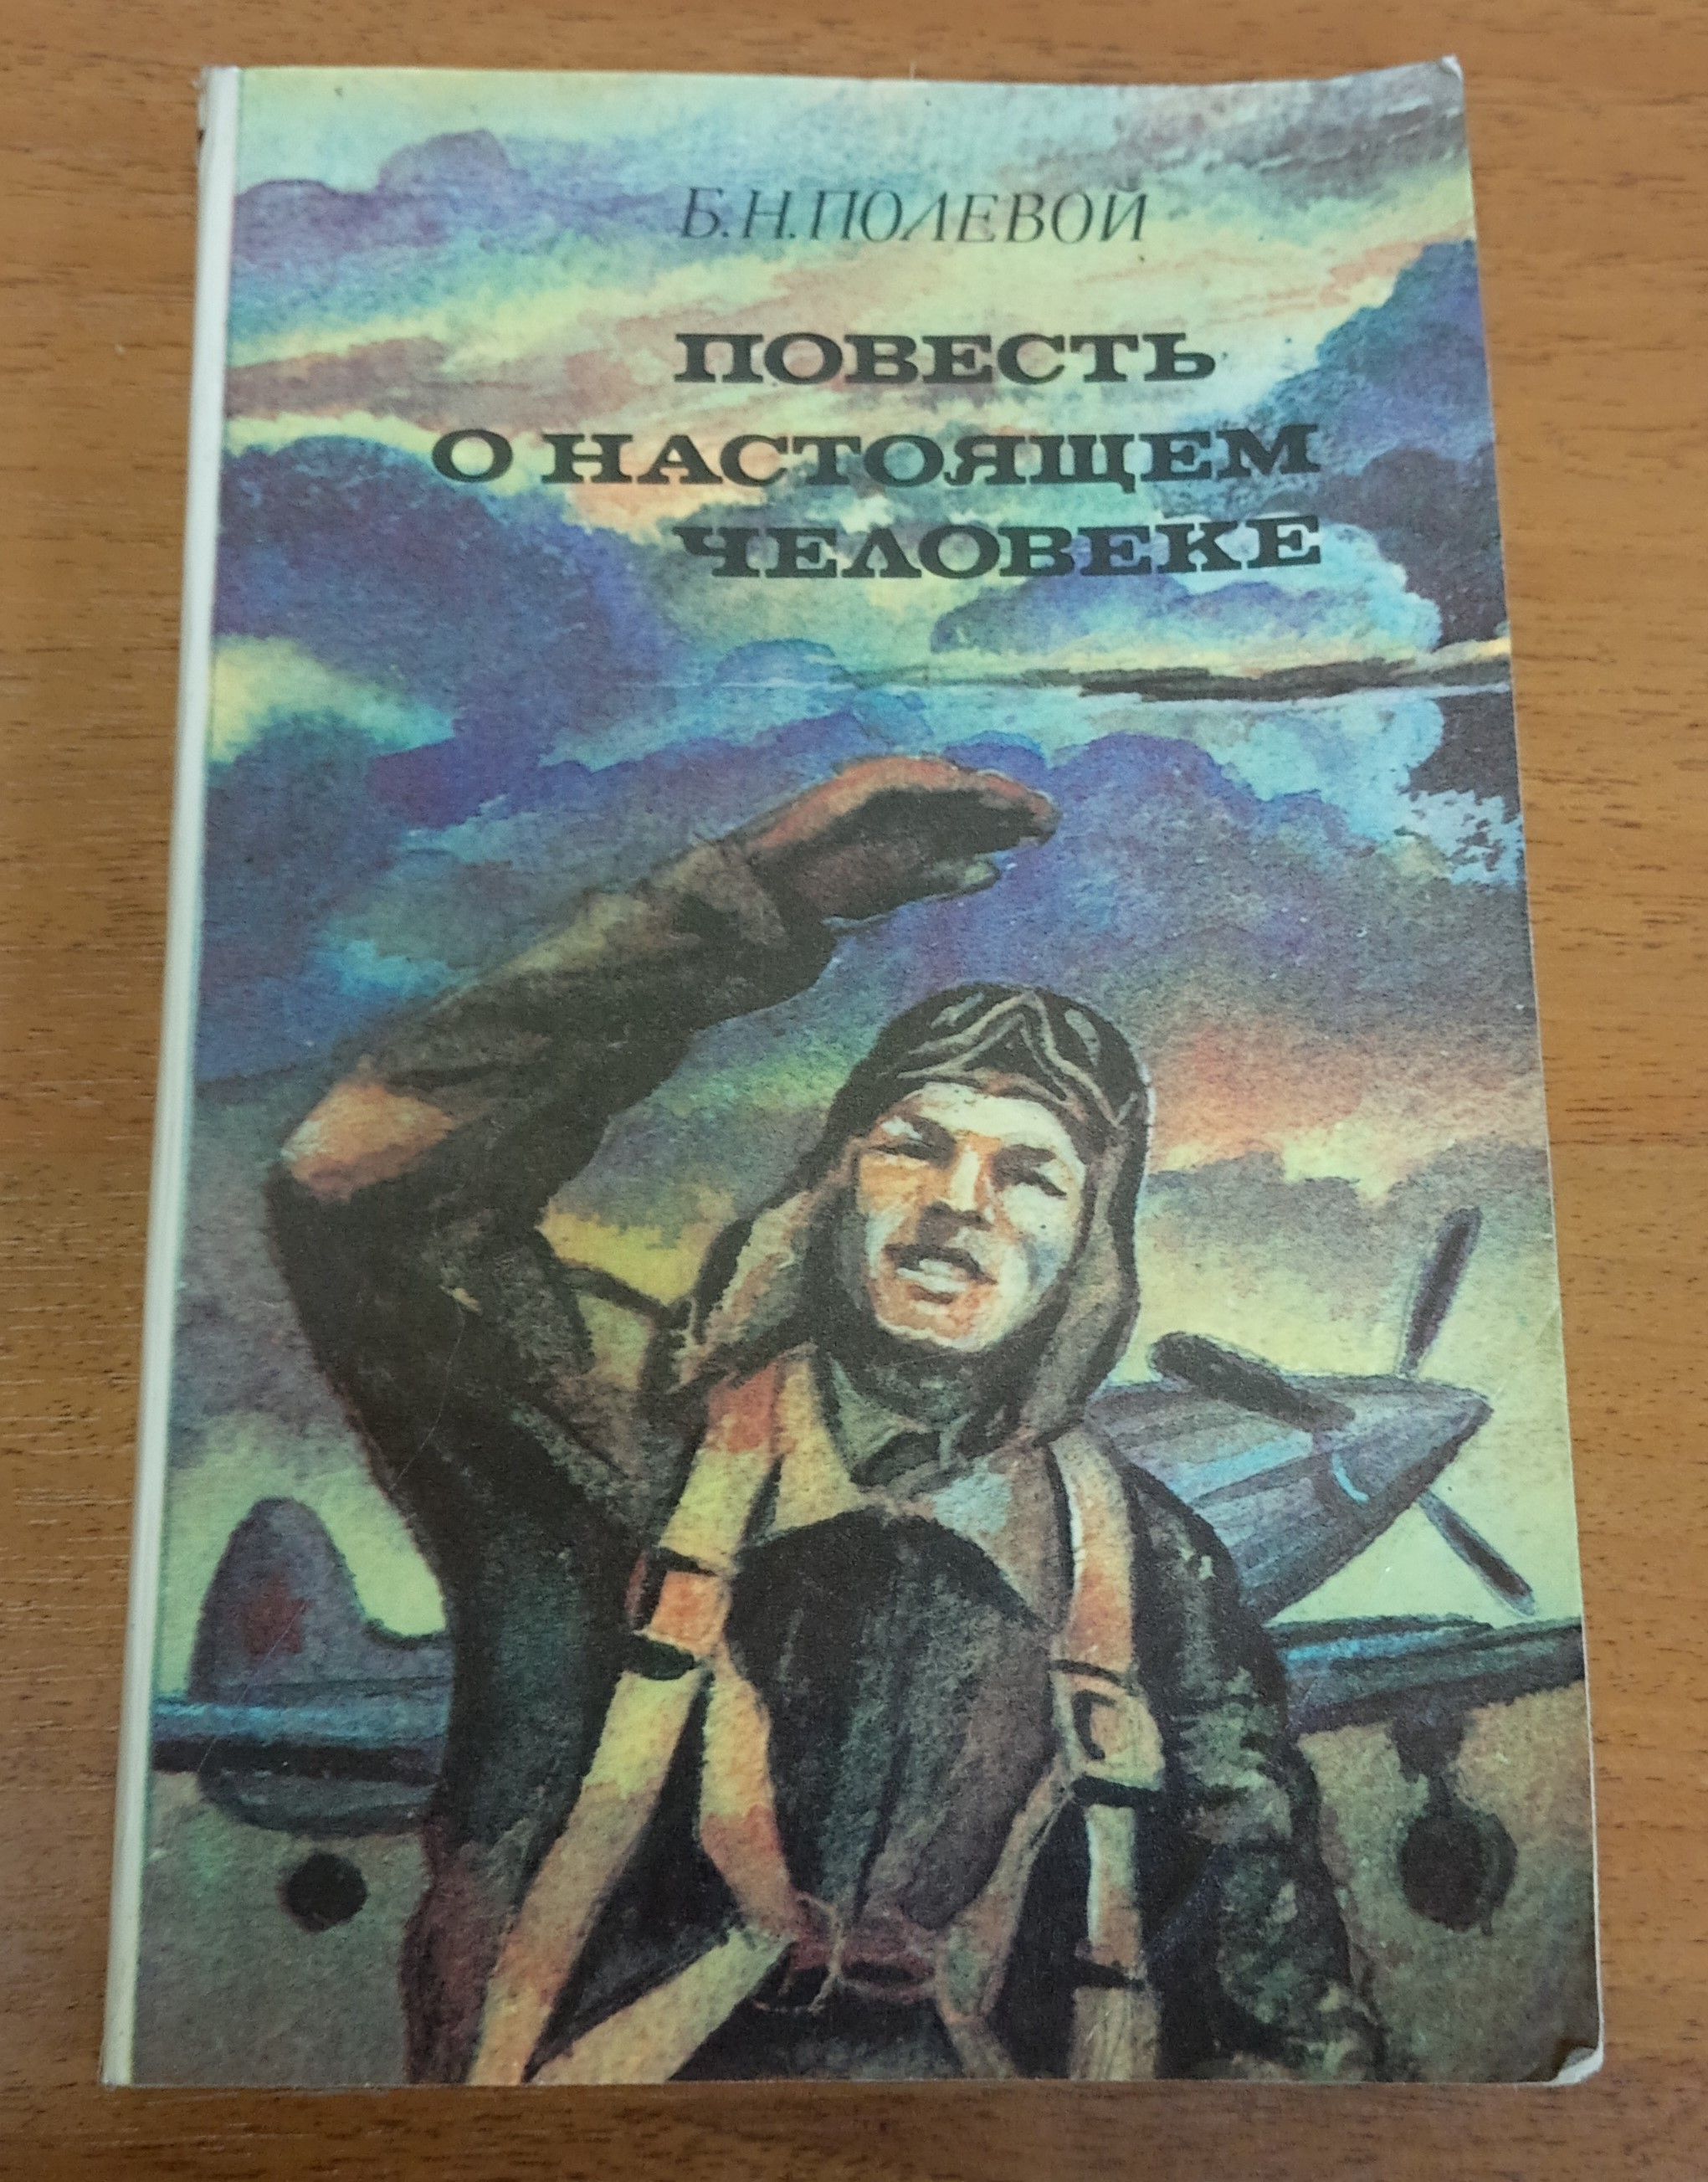 Б.Н.ПОЛЕВОЙ
ПОВЕСТЬ
О НАСТОЯЩЕМ
ЧЕЛОВЕКЕ